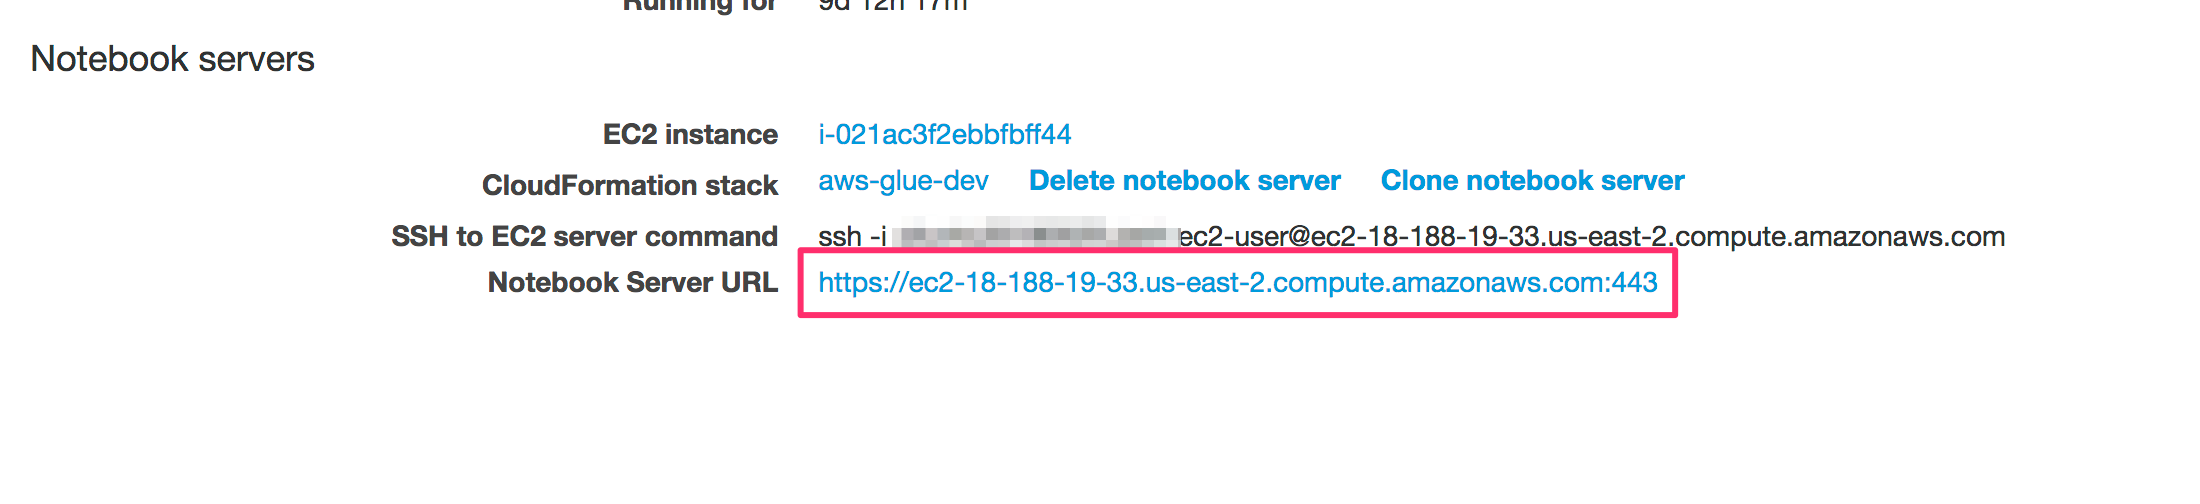 Running for 9d 12h 17m
Notebook servers
EC2 instance i-021ac3f2ebbfbff44
CloudFormation stack aws-glue-dev Delete notebook server Clone notebook server
SSH to EC2 server command ssh -i ec2-user@ec2-18-188-19-33.us-east-2.compute.amazonaws.com
Notebook Server URL https://ec2-18-188-19-33.us-east-2.compute.amazonaws.com:443